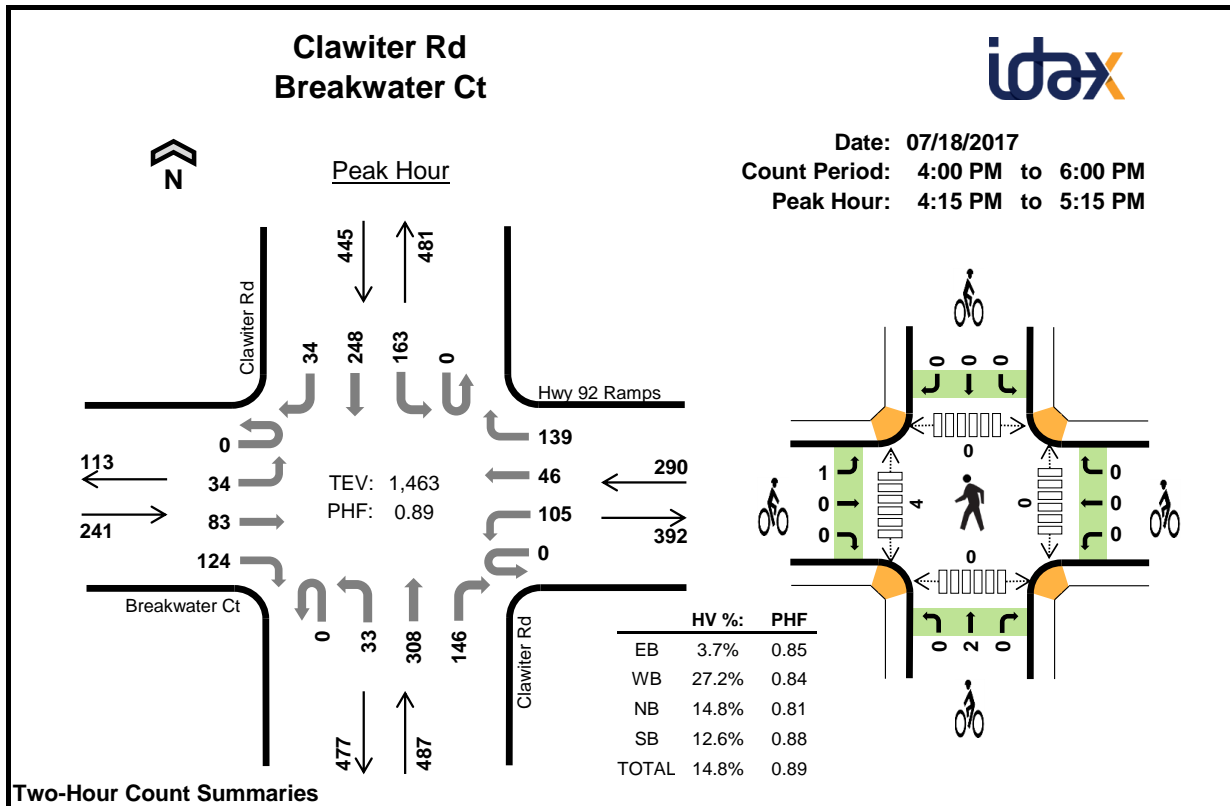 Clawiter Rd
Breakwater Ct
idax
Date: 07/18/2017
Count Period: 4:00 PM to 6:00 PM
Peak Hour: 4:15 PM to 5:15 PM
N
Peak Hour
445
481
Clawiter Rd
34
248
163
0
Hwy 92 Ramps
0
34
83
124
113
241
TEV: 1,463
PHF: 0.89
139
46
105
0
290
392
Breakwater Ct
0
33
308
146
Clawiter Rd
477
487
HV %: PHF
EB 3.7% 0.85
WB 27.2% 0.84
NB 14.8% 0.81
SB 12.6% 0.88
TOTAL 14.8% 0.89
0 0 0
0
1
0
0
4
0
0
0
0
0
0 2 0
Two-Hour Count Summaries